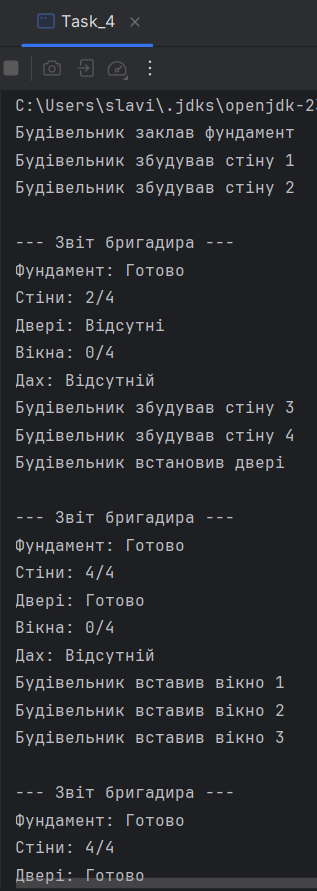 Task_4
C:\Users\slavi\.jdks\openjdk-23
Будівельник заклав фундамент
Будівельник збудував стіну 1
Будівельник збудував стіну 2
--- Звіт бригадира ---
Фундамент: Готово
Стіни: 2/4
Двері: Відсутні
Вікна: 0/4
Дах: Відсутній
Будівельник збудував стіну 3
Будівельник збудував стіну 4
Будівельник встановив двері
--- Звіт бригадира ---
Фундамент: Готово
Стіни: 4/4
Двері: Готово
Вікна: 0/4
Дах: Відсутній
Будівельник вставив вікно 1
Будівельник вставив вікно 2
Будівельник вставив вікно 3
--- Звіт бригадира ---
Фундамент: Готово
Стіни: 4/4
Двері: Готово